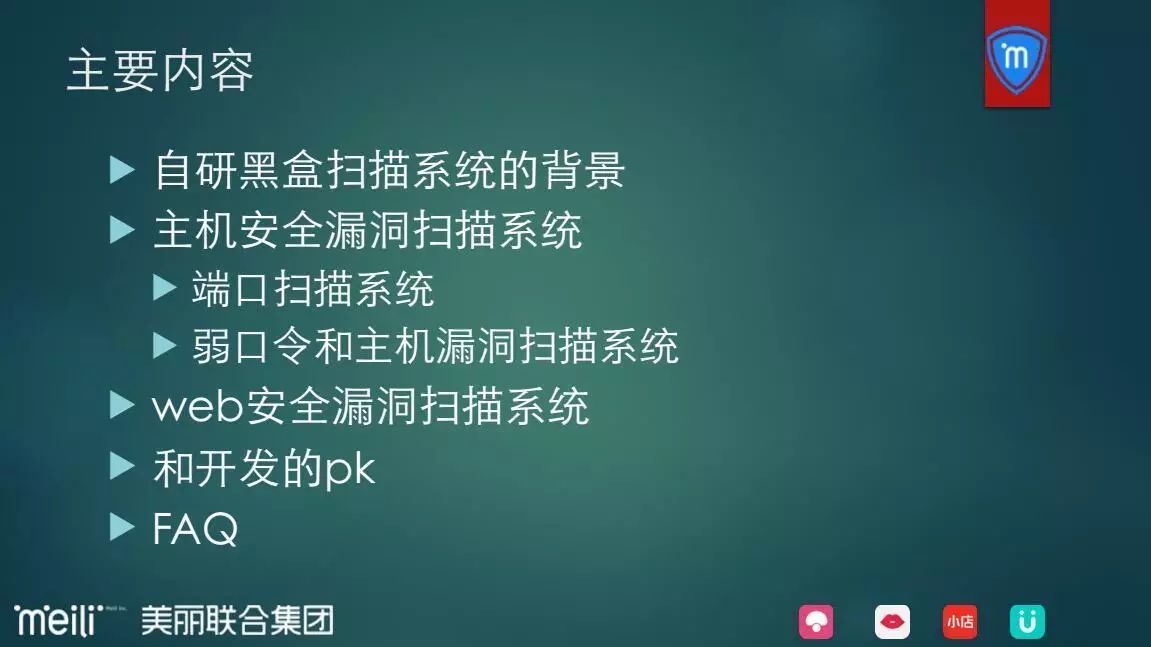 主要内容
自研黑盒扫描系统的背景
主机安全漏洞扫描系统
端口扫描系统
弱口令和主机漏洞扫描系统
web安全漏洞扫描系统
和开发的pk
FAQ
meili 美丽联合集团
小店